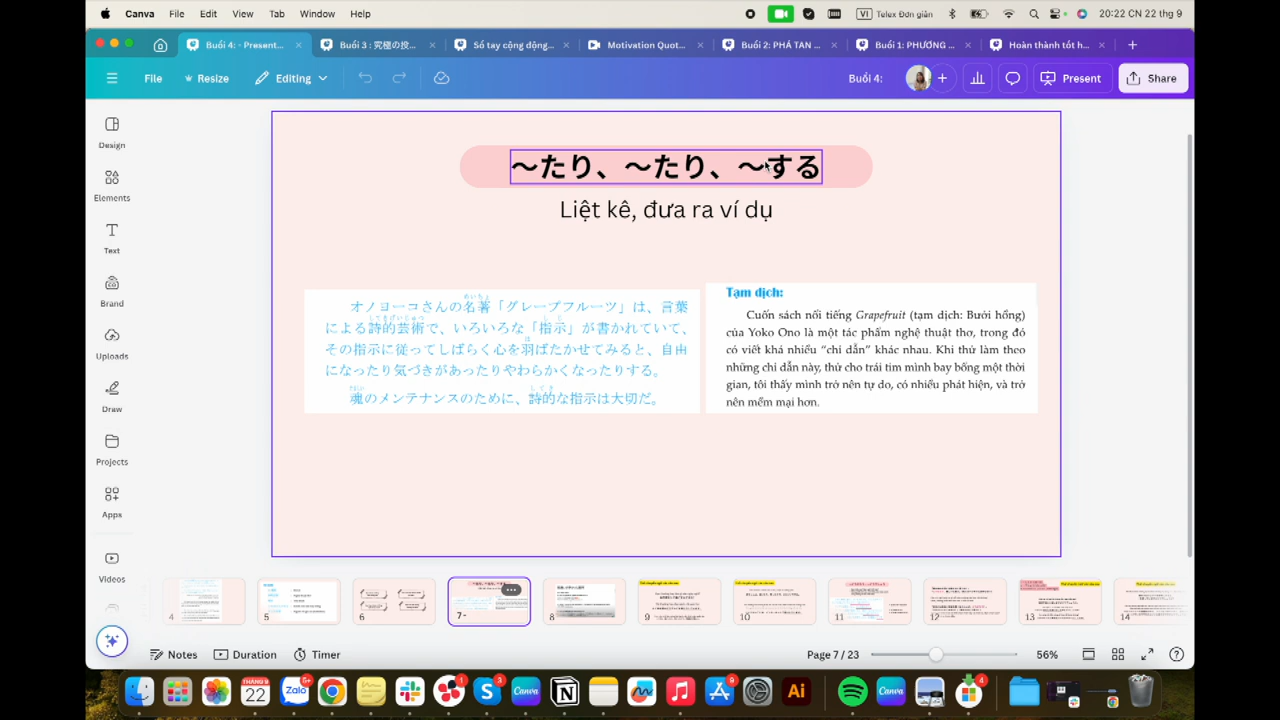 Canva File Edit View Tab Window Help VI Telex Đơn giản 20:22 CN 22 thg 9
Buổi 4: - Present... Buổi 3 : 究極の投... Sổ tay cộng động... Motivation Quot... Buổi 2: PHÁ TAN ... Buổi 1: PHƯƠNG ... Hoàn thành tốt h...
File Resize Editing Buổi 4: Present Share
Design
Elements
Text
Brand
Uploads
Draw
Projects
Apps
Videos
〜たり、〜たり、〜する
Liệt kê, đưa ra ví dụ
オノヨーコさんの名著「グレープフルーツ」は、言葉
による詩的芸術で、いろいろな「指示」が書かれていて、
その指示に従ってしばらく心を羽ばたかせてみると、自由
になったり気づきがあったりやわらかくなったりする。
魂のメンテナンスのために、詩的な指示は大切だ。
Tạm dịch:
Cuốn sách nổi tiếng Grapefruit (tạm dịch: Bưởi hồng)
của Yoko Ono là một tác phẩm nghệ thuật thơ, trong đó
có viết khá nhiều “chỉ dẫn” khác nhau. Khi thử làm theo
những chỉ dẫn này, thử cho trái tim mình bay bổng một thời
gian, tôi thấy mình trở nên tự do, có nhiều phát hiện, và trở
nên mềm mại hơn.
4 5 7 8 9 10 11 12 13 14
Notes Duration Timer Page 7 / 23 56%